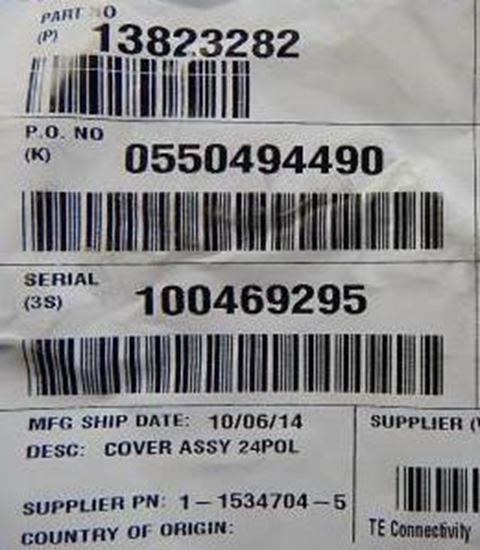 PART NO
(P) 13823282
P.O. NO
(K) 0550494490
SERIAL
(3S) 100469295
MFG SHIP DATE: 10/06/14
DESC: COVER ASSY 24POL
SUPPLIER PN: 1-1534704-5
COUNTRY OF ORIGIN:
SUPPLIER (
TE Connectivity